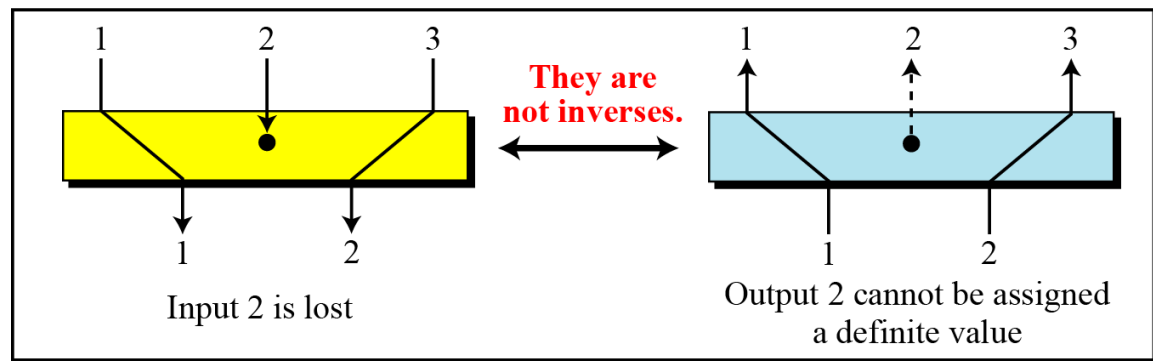 1 2 3
1 2
Input 2 is lost
They are
not inverses.
1 2 3
1 2
Output 2 cannot be assigned
a definite value